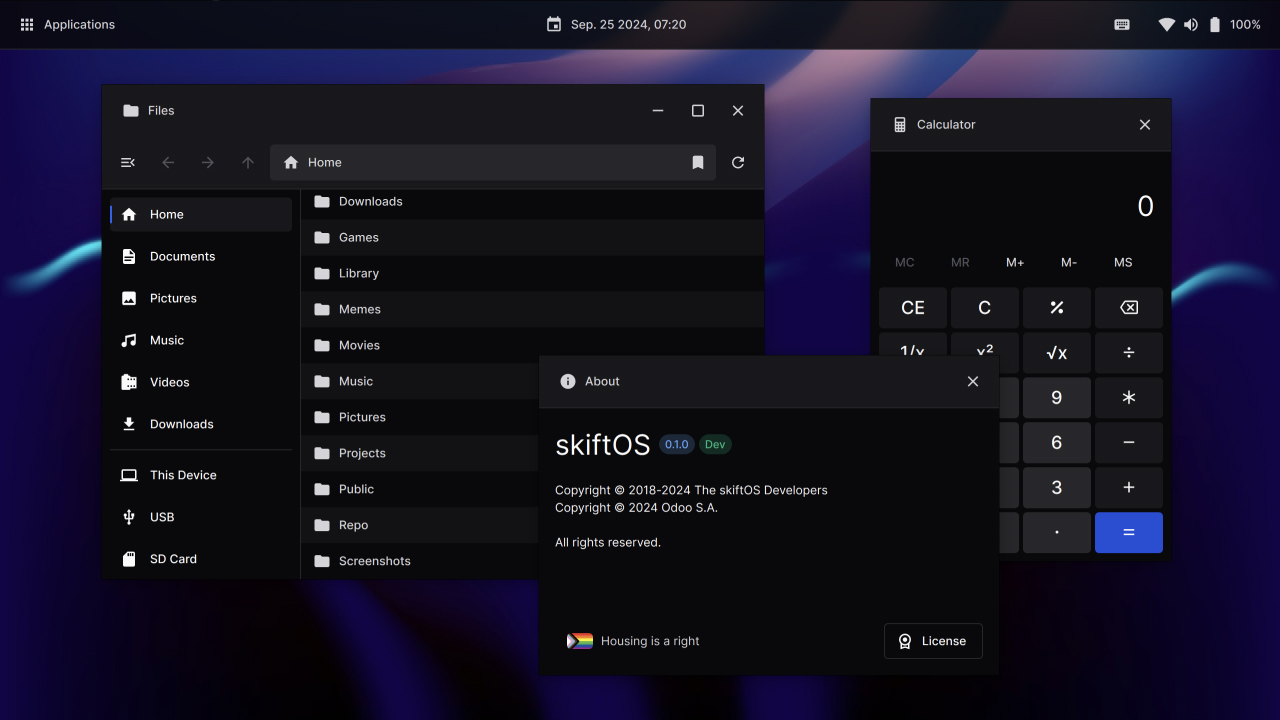 Applications
Sep. 25 2024, 07:20
100%
Files
Home
Home
Documents
Pictures
Music
Videos
Downloads
This Device
USB
SD Card
Downloads
Games
Library
Memes
Movies
Music
Pictures
Projects
Public
Repo
Screenshots
Calculator
0
MC MR M+ M- MS
CE C %
1/x x² √x ÷
9 *
6 −
3 +
· =
About
skiftOS 0.1.0 Dev
Copyright © 2018-2024 The skiftOS Developers
Copyright © 2024 Odoo S.A.
All rights reserved.
Housing is a right
License